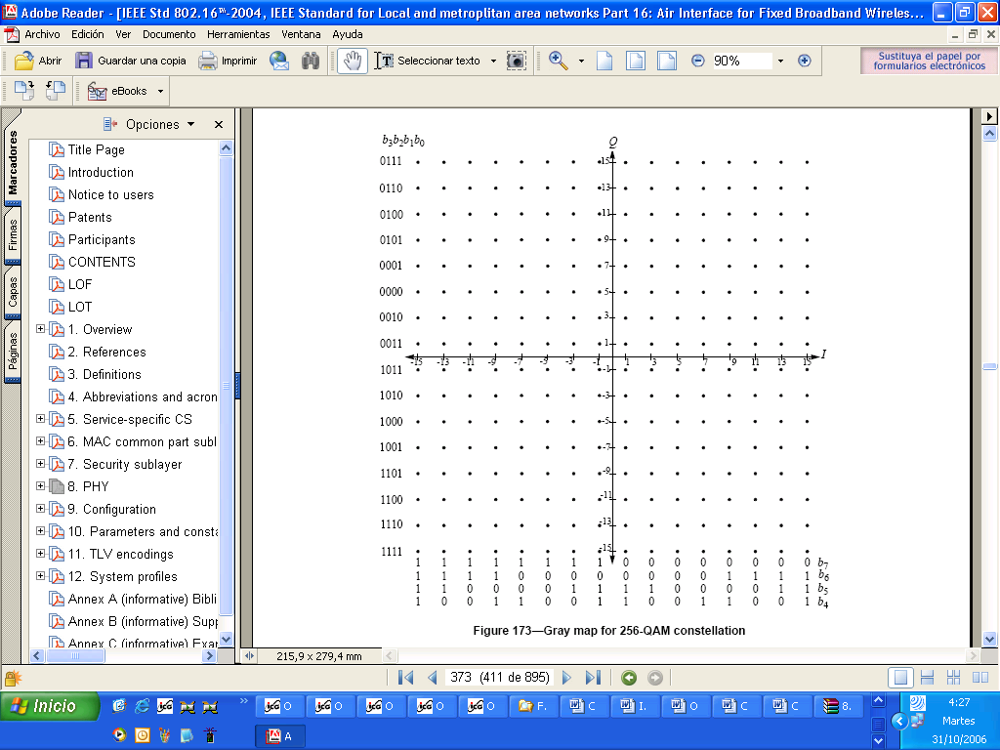 Adobe Reader - [IEEE Std 802.16™-2004, IEEE Standard for Local and metroplitan area networks Part 16: Air Interface for Fixed Broadband Wireles...
Archivo Edición Ver Documento Herramientas Ventana Ayuda
Abrir Guardar una copia Imprimir Seleccionar texto 90% Sustituya el papel por
formularios electrónicos
eBooks
Opciones
Marcadores
Firmas
Capas
Páginas
Title Page
Introduction
Notice to users
Patents
Participants
CONTENTS
LOF
LOT
1. Overview
2. References
3. Definitions
4. Abbreviations and acron
5. Service-specific CS
6. MAC common part subl
7. Security sublayer
8. PHY
9. Configuration
10. Parameters and consta
11. TLV encodings
12. System profiles
Annex A (informative) Bibli
Annex B (informative) Supp
Annex C (informative) Exar
b3b2b1b0 Q
0111 15
0110 13
0100 11
0101 9
0001 7
0000 5
0010 3
0011 1
-15 -13 -11 -9 -7 -5 -3 -1 1 3 5 7 9 11 13 15 I
1011 -1
1010 -3
1000 -5
1001 -7
1101 -9
1100 -11
1110 -13
1111 -15
1 1 1 1 1 1 1 1 0 0 0 0 0 0 0 0 b7
1 1 1 1 0 0 0 0 0 0 0 0 1 1 1 1 b6
1 1 0 0 0 0 1 1 1 1 0 0 0 0 1 1 b5
1 0 0 1 1 0 0 1 1 0 0 1 1 0 0 1 b4
Figure 173—Gray map for 256-QAM constellation
215,9 x 279,4 mm
373 (411 de 895)
Inicio
O O O O O F. C I. O C C 8.
A
4:27
Martes
31/10/2006